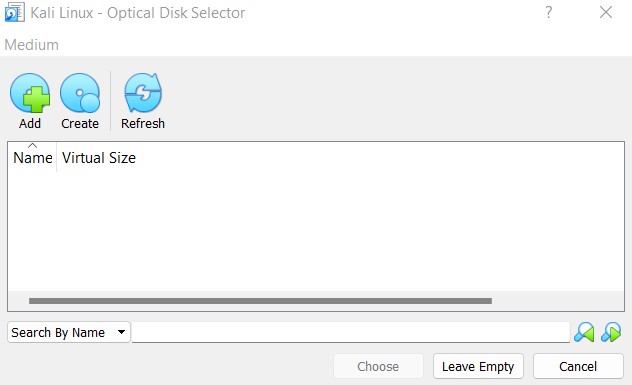 Kali Linux - Optical Disk Selector ?
Medium
Add Create Refresh
Name Virtual Size
Search By Name
Choose Leave Empty Cancel